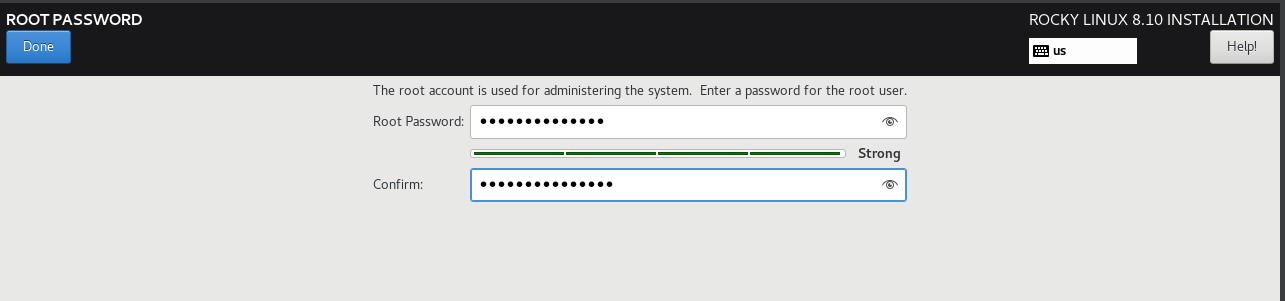 ROOT PASSWORD
ROCKY LINUX 8.10 INSTALLATION
Done
us
Help!
The root account is used for administering the system.  Enter a password for the root user.
Root Password: ●●●●●●●●●●●●●●
Strong
Confirm: ●●●●●●●●●●●●●●●